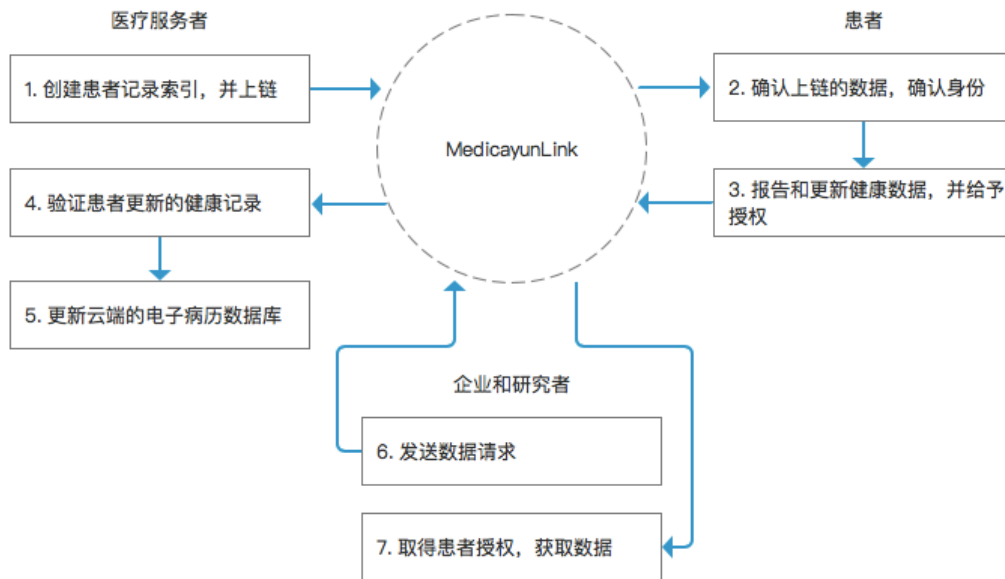 医疗服务者
患者
1. 创建患者记录索引，并上链
2. 确认上链的数据，确认身份
MedicayunLink
3. 报告和更新健康数据，并给予
授权
4. 验证患者更新的健康记录
5. 更新云端的电子病历数据库
企业和研究者
6. 发送数据请求
7. 取得患者授权，获取数据